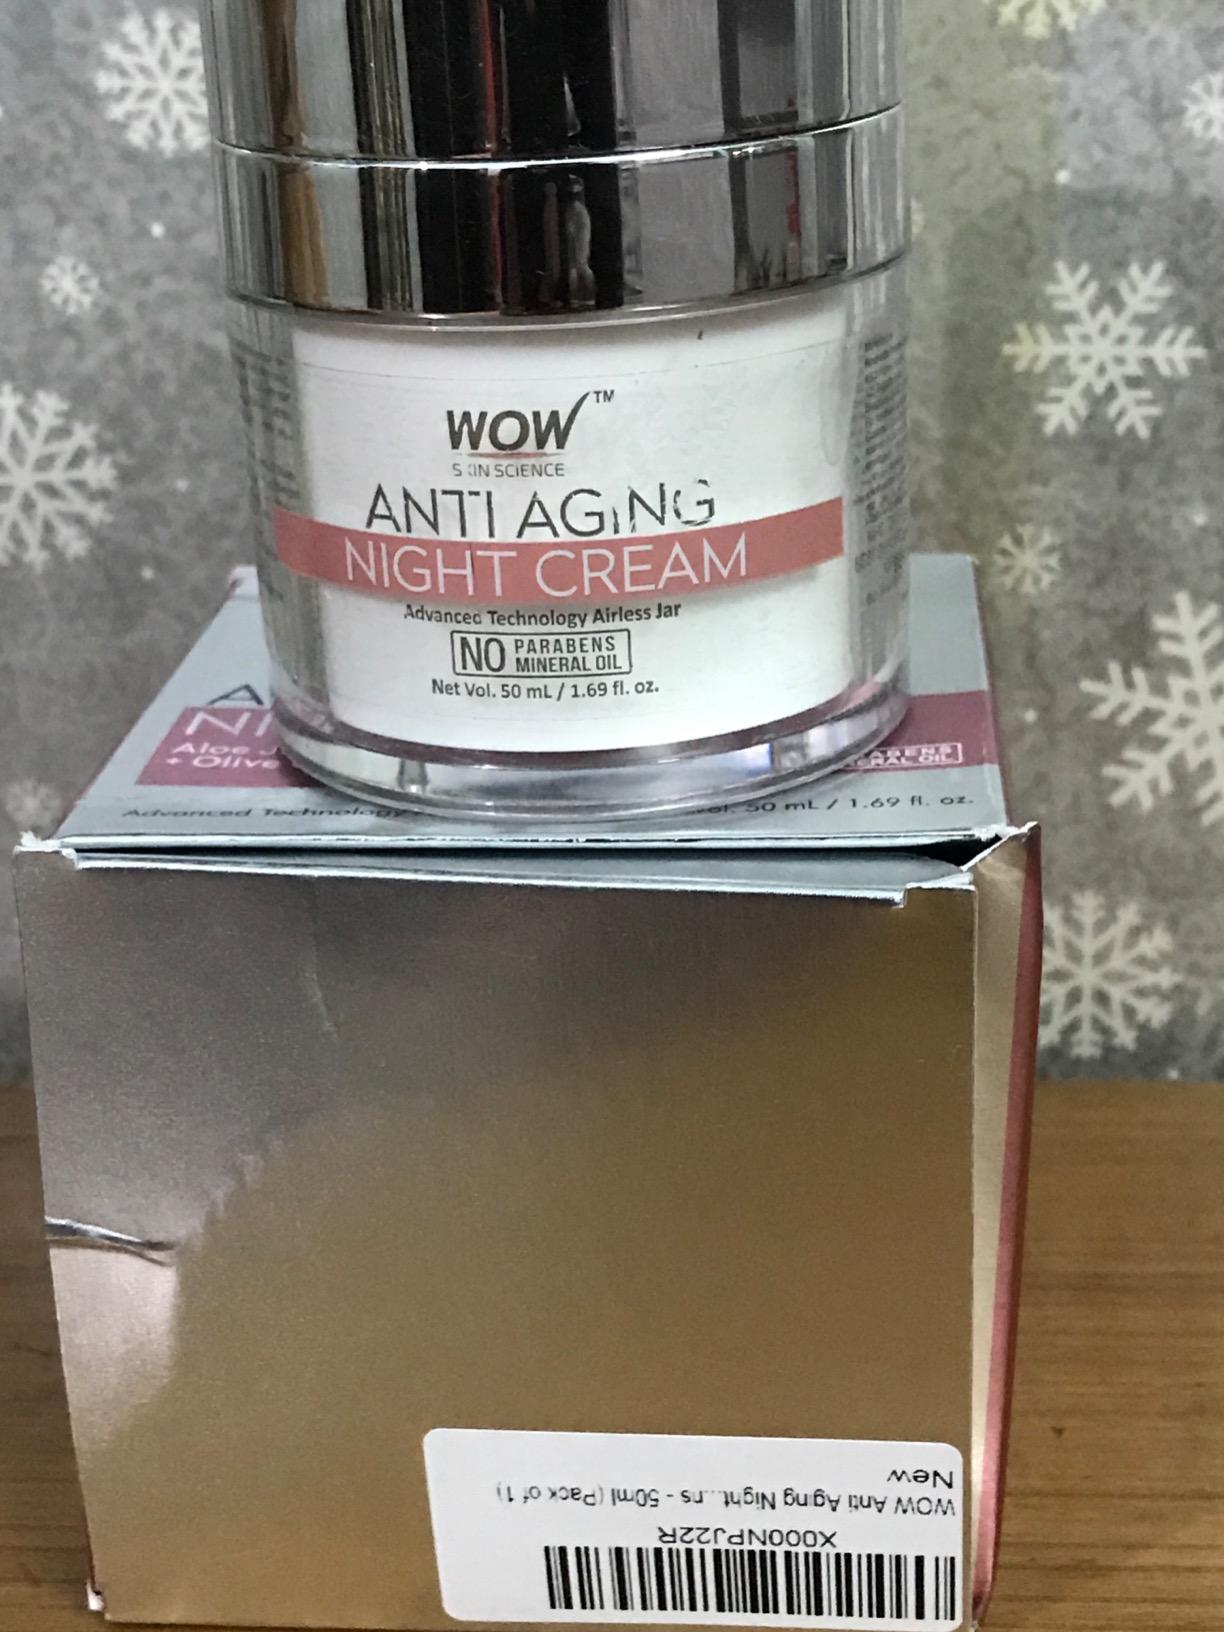 WOW™
S IN SCIENCE
ANTI AGING
NIGHT CREAM
Advanced Technology Airless Jar
NO PARABENS
MINERAL OIL
Net Vol. 50 mL / 1.69 fl. oz.
Aloe
+ Olive
Advanced Technology
50 mL / 1.69 fl. oz.
X000NPJ22R
WOW Anti Aging Night...ns - 50ml (Pack of 1)
New